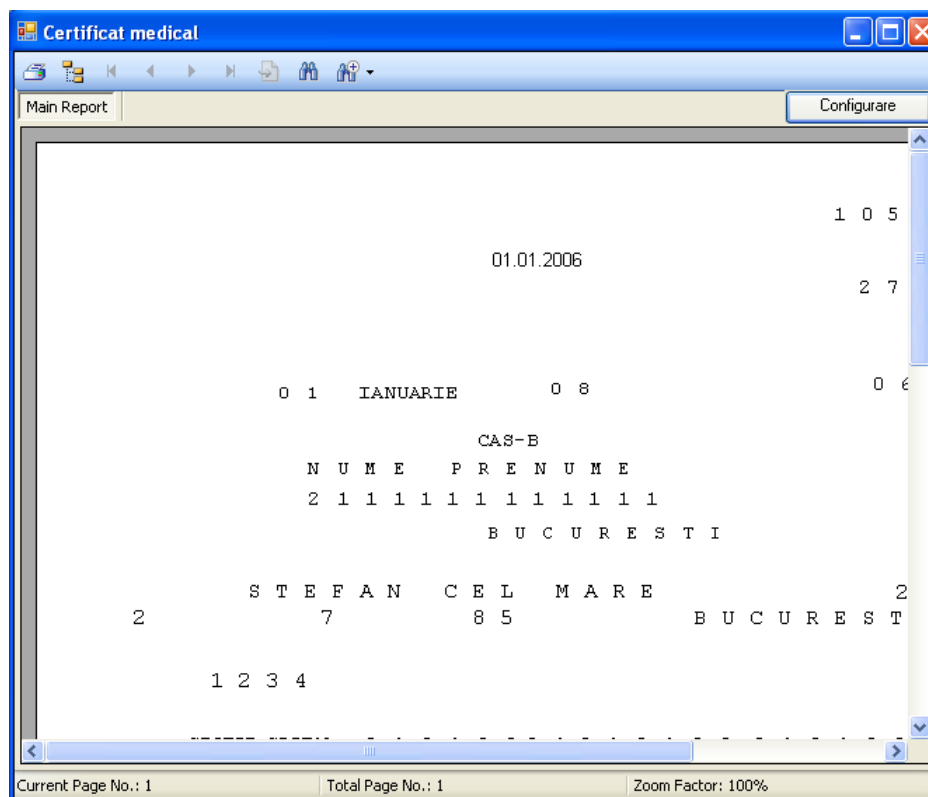 Certificat medical
Main Report
Configurare
1 0 5
01.01.2006
2 7
0 1 IANUARIE 0 8 0
CAS-B
N U M E P R E N U M E
2 1 1 1 1 1 1 1 1 1 1 1 1
B U C U R E S T I
S T E F A N C E L M A R E 2
2 7 8 5 B U C U R E S T
1 2 3 4
Current Page No.: 1 Total Page No.: 1 Zoom Factor: 100%